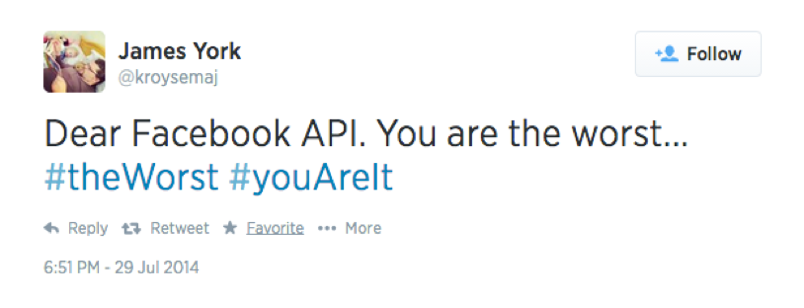 James York
Follow
@kroysemaj
Dear Facebook API. You are the worst...
#theWorst #youAreIt
Reply Retweet Favorite More
6:51 PM - 29 Jul 2014